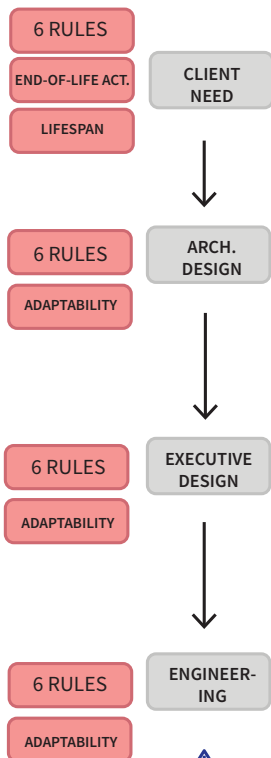 6 RULES
END-OF-LIFE ACT.
LIFESPAN
CLIENT
NEED
6 RULES
ADAPTABILITY
ARCH.
DESIGN
6 RULES
ADAPTABILITY
EXECUTIVE
DESIGN
6 RULES
ADAPTABILITY
ENGINEER-
ING